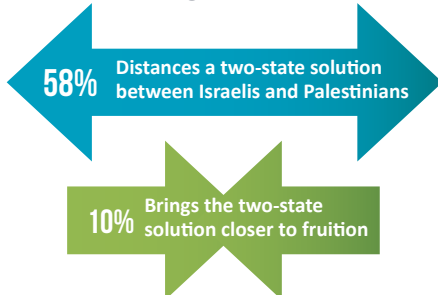 58% Distances a two-state solution
between Israelis and Palestinians
10% Brings the two-state
solution closer to fruition